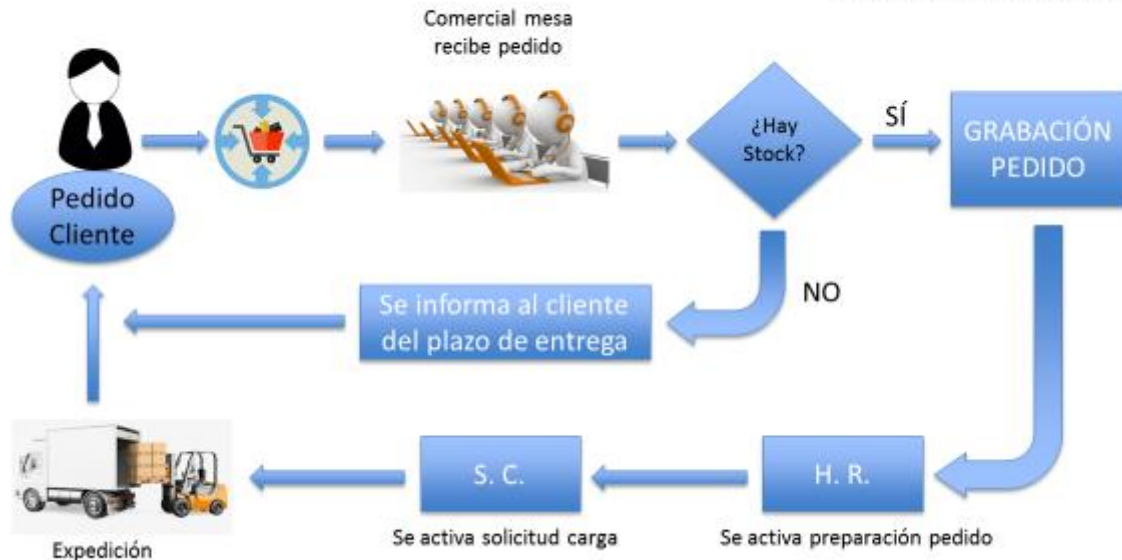 Comercial mesa
recibe pedido
Pedido
Cliente
¿Hay
Stock?
SÍ
GRABACIÓN
PEDIDO
NO
Se informa al cliente
del plazo de entrega
H. R.
Se activa preparación pedido
S. C.
Se activa solicitud carga
Expedición